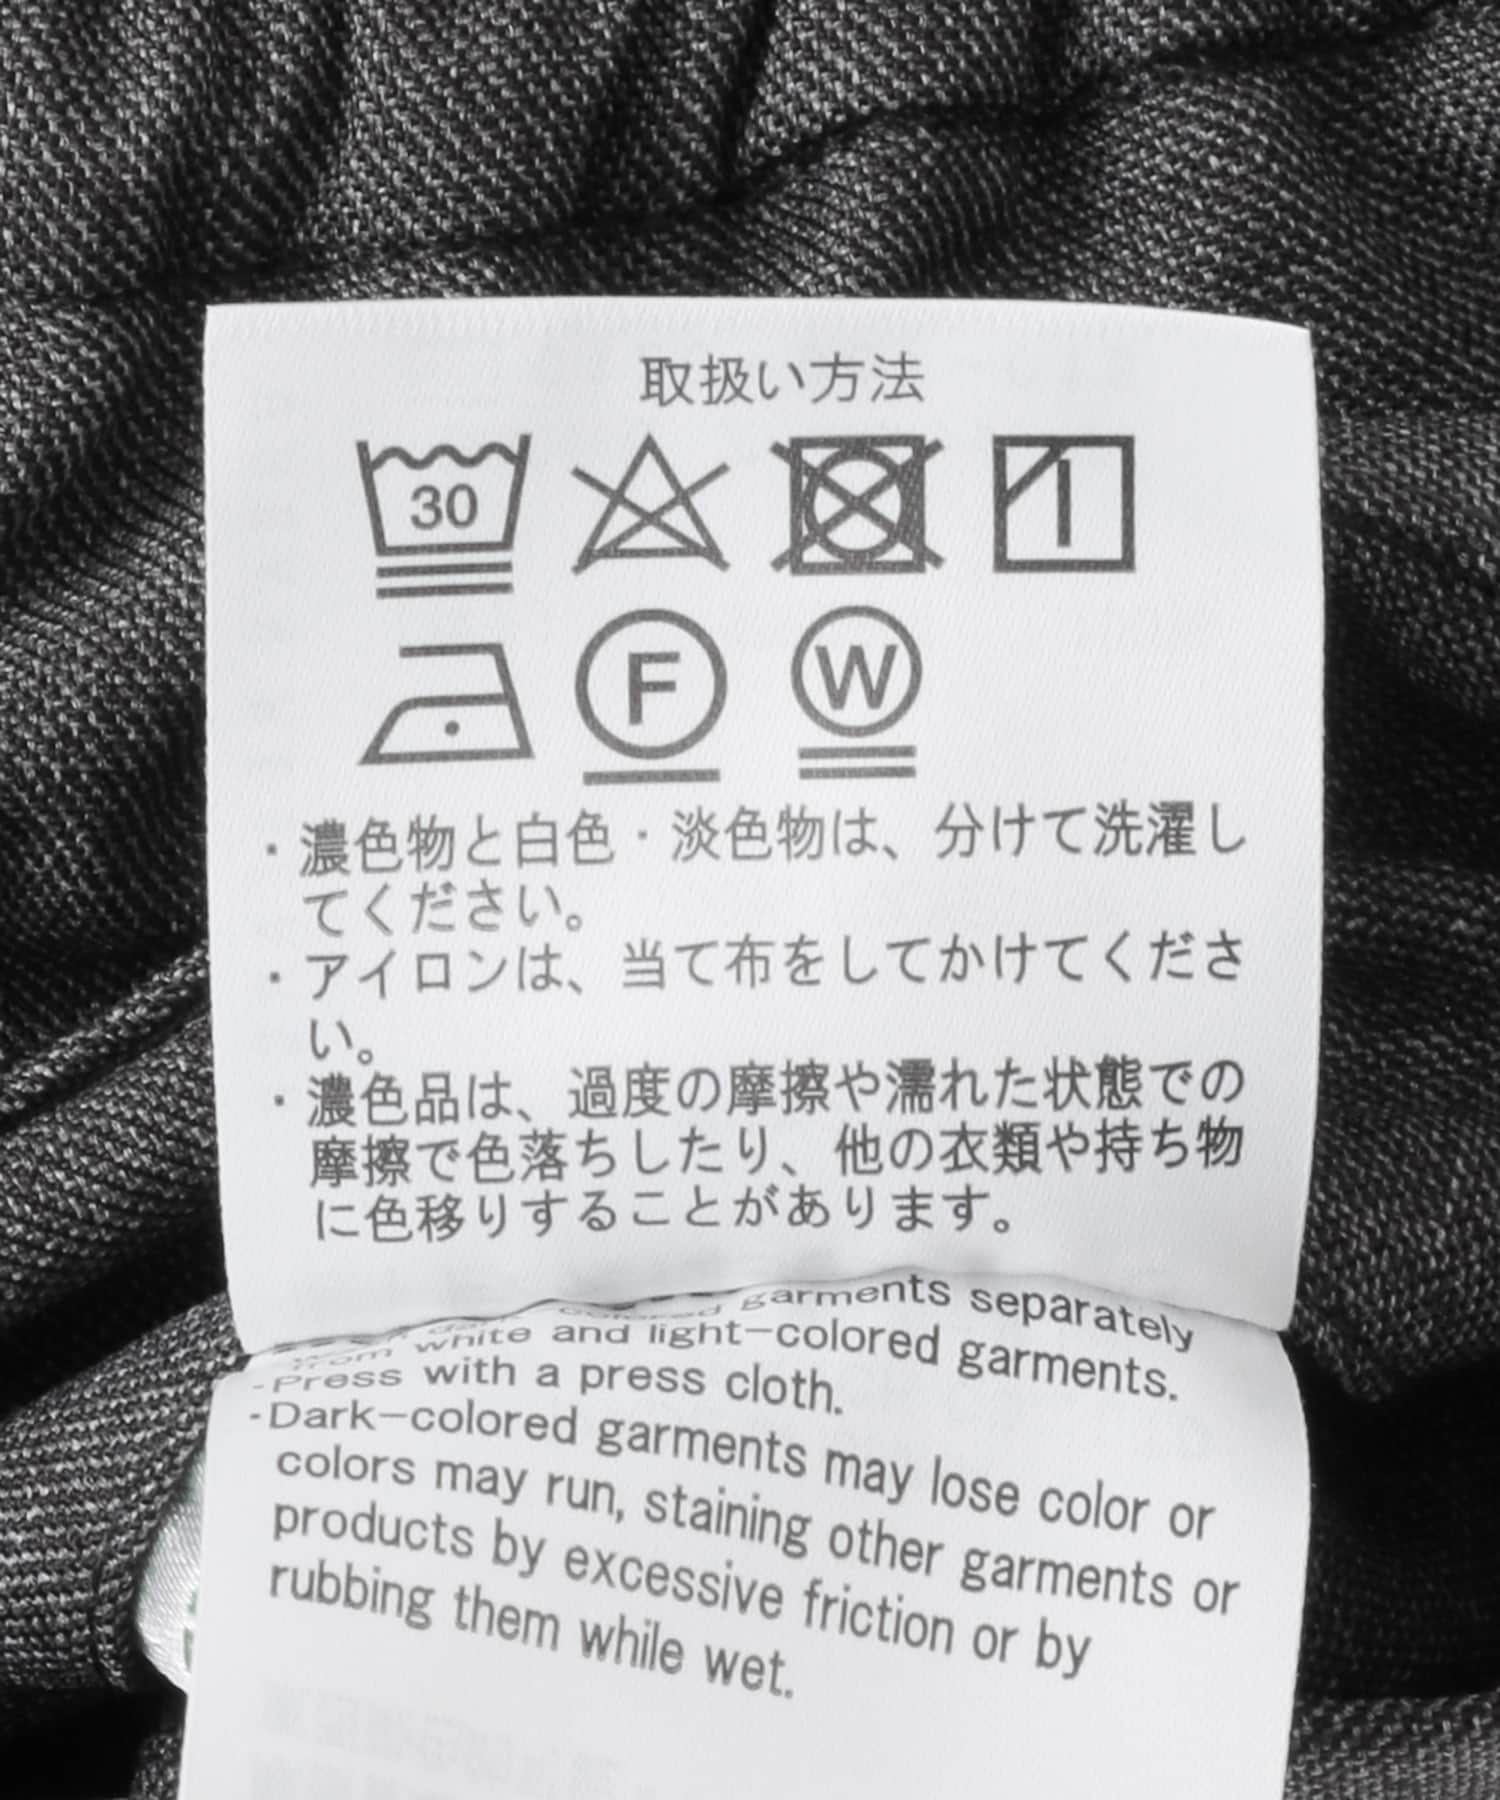 取扱い方法
30
F
W
・濃色物と白色・淡色物は、分けて洗濯し
てください。
・アイロンは、当て布をしてかけてくださ
い。
・濃色品は、過度の摩擦や濡れた状態での
摩擦で色落ちしたり、他の衣類や持ち物
に色移りすることがあります。
colored garments separately
from white and light-colored garments.
-Press with a press cloth.
-Dark-colored garments may lose color or
colors may run, staining other garments or
products by excessive friction or by
rubbing them while wet.